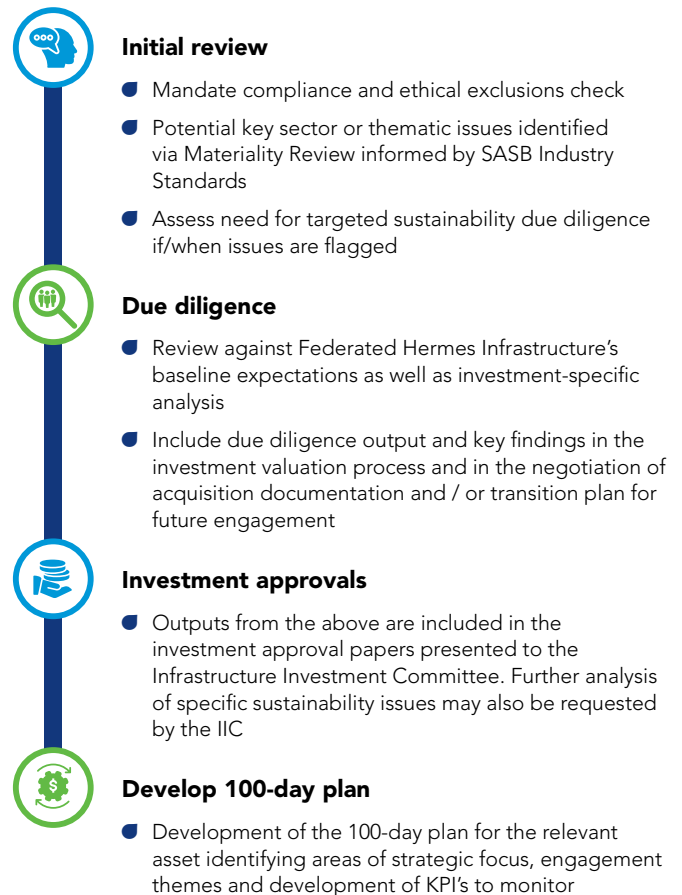 Initial review
Mandate compliance and ethical exclusions check
Potential key sector or thematic issues identified
via Materiality Review informed by SASB Industry
Standards
Assess need for targeted sustainability due diligence
if/when issues are flagged
Due diligence
Review against Federated Hermes Infrastructure's
baseline expectations as well as investment-specific
analysis
Include due diligence output and key findings in the
investment valuation process and in the negotiation of
acquisition documentation and / or transition plan for
future engagement
Investment approvals
Outputs from the above are included in the
investment approval papers presented to the
Infrastructure Investment Committee. Further analysis
of specific sustainability issues may also be requested
by the IIC
$
Develop 100-day plan
Development of the 100-day plan for the relevant
asset identifying areas of strategic focus, engagement
themes and development of KPI's to monitor